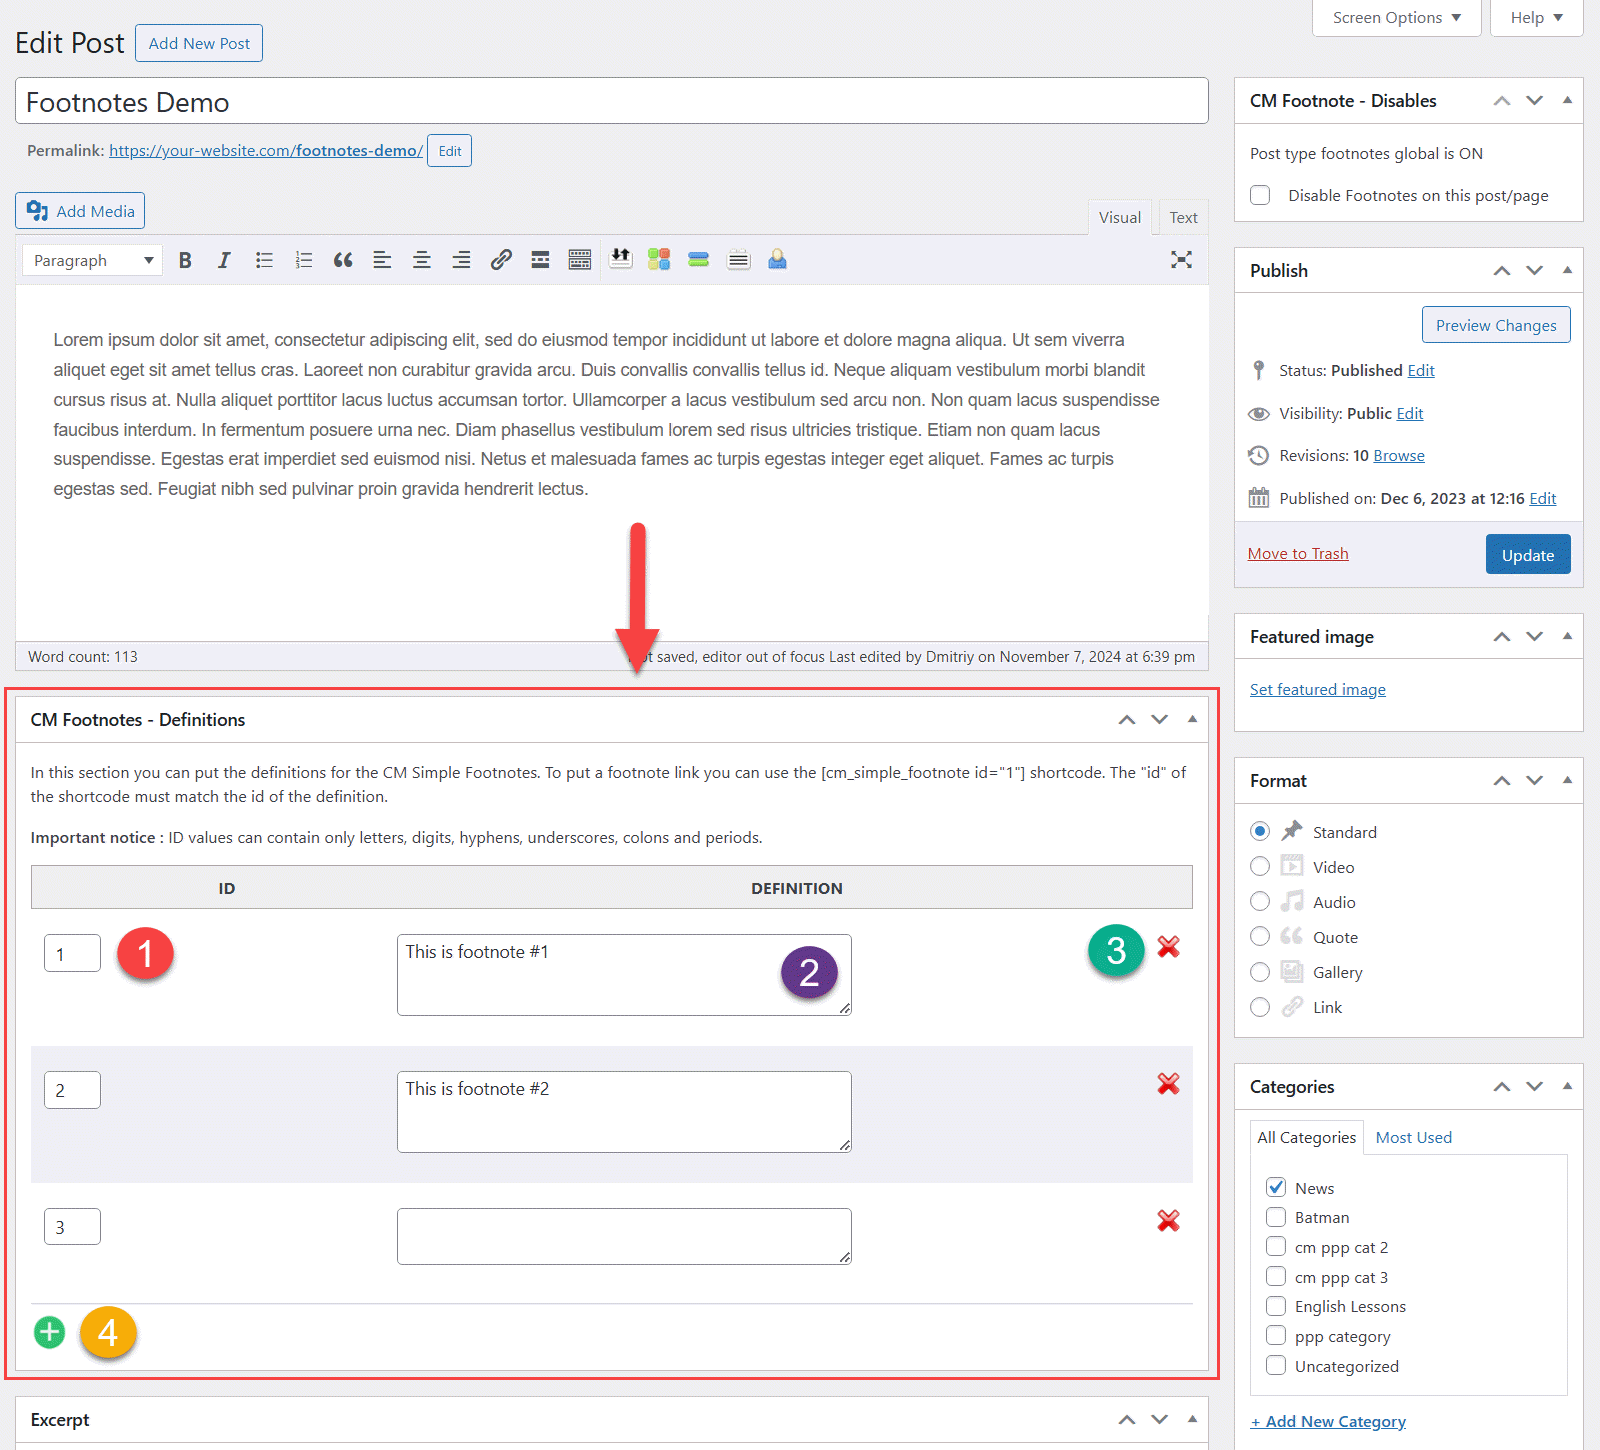 Screen Options
Help
Edit Post
Add New Post
Footnotes Demo
Permalink: https://your-website.com/footnotes-demo/ Edit
Add Media
Visual
Text
Paragraph
Lorem ipsum dolor sit amet, consectetur adipiscing elit, sed do eiusmod tempor incididunt ut labore et dolore magna aliqua. Ut sem viverra
aliquet eget sit amet tellus cras. Laoreet non curabitur gravida arcu. Duis convallis convallis tellus id. Neque aliquam vestibulum morbi blandit
cursus risus at. Nulla aliquet porttitor lacus luctus accumsan tortor. Ullamcorper a lacus vestibulum sed arcu non. Non quam lacus suspendisse
faucibus interdum. In fermentum posuere urna nec. Diam phasellus vestibulum lorem sed risus ultricies tristique. Etiam non quam lacus
suspendisse. Egestas erat imperdiet sed euismod nisi. Netus et malesuada fames ac turpis egestas integer eget aliquet. Fames ac turpis
egestas sed. Feugiat nibh sed pulvinar proin gravida hendrerit lectus.
Word count: 113
saved, editor out of focus Last edited by Dmitriy on November 7, 2024 at 6:39 pm
CM Footnotes - Definitions
In this section you can put the definitions for the CM Simple Footnotes. To put a footnote link you can use the [cm_simple_footnote id="1"] shortcode. The "id" of
the shortcode must match the id of the definition.
Important notice : ID values can contain only letters, digits, hyphens, underscores, colons and periods.
ID
DEFINITION
1
1
This is footnote #1
2
3
2
This is footnote #2
3
4
Excerpt
CM Footnote - Disables
Post type footnotes global is ON
Disable Footnotes on this post/page
Publish
Preview Changes
Status: Published Edit
Visibility: Public Edit
Revisions: 10 Browse
Published on: Dec 6, 2023 at 12:16 Edit
Move to Trash
Update
Featured image
Set featured image
Format
Standard
Video
Audio
Quote
Gallery
Link
Categories
All Categories
Most Used
News
Batman
cm ppp cat 2
cm ppp cat 3
English Lessons
ppp category
Uncategorized
+ Add New Category